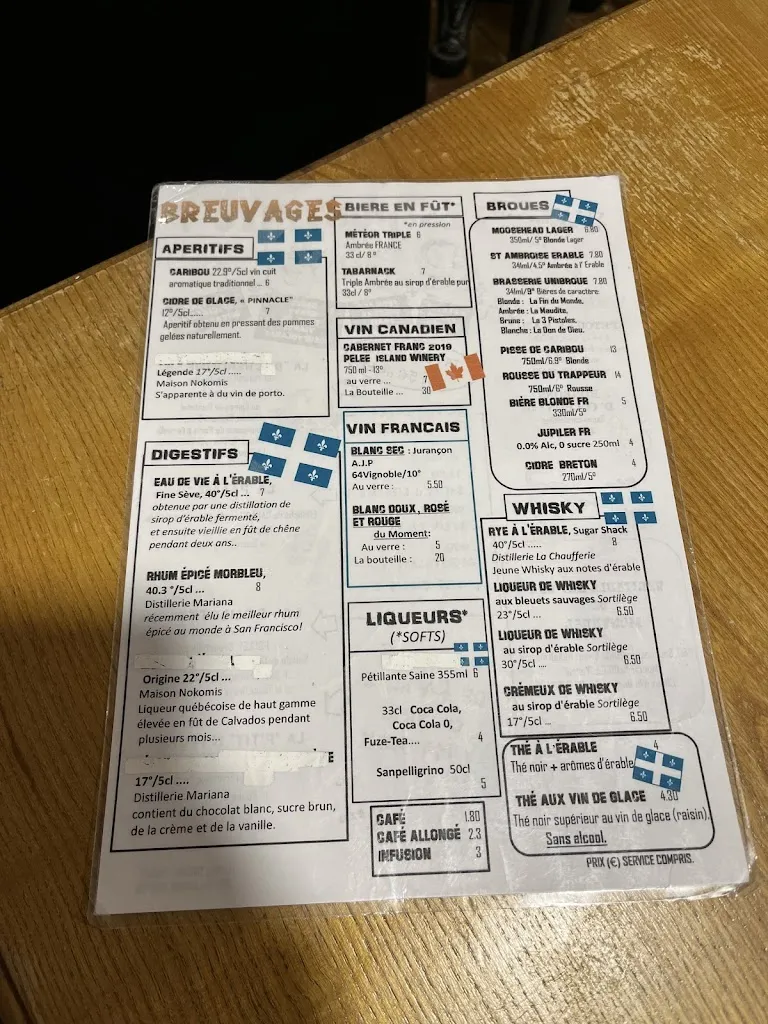 BREUVAGES
APERITIFS
CARIBOU 22.9°/5cl vin cuit
aromatique traditionnel ... 6
CIDRE DE GLACE, « PINNACLE"
12°/5cl..... 7
Aperitif obtenu en pressant des pommes
gelées naturellement.
Légende 17°/5cl .....
Maison Nokomis
S'apparente à du vin de porto.
DIGESTIFS
EAU DE VIE À L'ÉRABLE,
Fine Sève, 40°/5cl ... 7
obtenue par une distillation de
sirop d'érable fermenté,
et ensuite vieillie en fût de chêne
pendant deux ans..
RHUM ÉPICÉ MORBLEU,
40.3 °/5cl ... 8
Distillerie Mariana
récemment élu le meilleur rhum
épicé au monde à San Francisco!
Origine 22°/5cl ...
Maison Nokomis
Liqueur québécoise de haut gamme
élevée en fût de Calvados pendant
plusieurs mois...
E
17°/5cl ....
Distillerie Mariana
contient du chocolat blanc, sucre brun,
de la crème et de la vanille.
BIERE EN FÛT*
*en pression
MÉTÉOR TRIPLE 6
Ambrée FRANCE
33 cl/ 8 °
TABARNACK 7
Triple Ambrée au sirop d'érable pur
33cl / 8°
VIN CANADIEN
CABERNET FRANC 2019
PELEE ISLAND WINERY
750 ml - 13°
au verre ... 7
La Bouteille ... 30
VIN FRANCAIS
BLANC SEC : Jurançon
A.J.P
64Vignoble/10°
Au verre : 5.50
BLANC DOUX, ROSÉ
ET ROUGE
du Moment:
Au verre : 5
La bouteille : 20
LIQUEURS*
(*SOFTS)
Pétillante Saine 355ml 6
33cl Coca Cola,
Coca Cola 0,
Fuze-Tea.... 4
Sanpelligrino 50cl
5
CAFÉ 1.80
CAFÉ ALLONGÉ 2.3
INFUSION 3
BROUES
MOOSEHEAD LAGER 6.80
350ml/ 5° Blonde Lager
ST AMBROISE ERABLE 7.80
341ml/4.5° Ambrée à l' Erable
BRASSERIE UNIBROUE 7.80
341ml/9° Bières de caractère:
Blonde : La Fin du Monde,
Ambrée : La Maudite,
Brune : La 3 Pistoles,
Blanche : La Don de Dieu.
PISSE DE CARIBOU 13
750ml/6.9° Blonde
ROUSSE DU TRAPPEUR 14
750ml/6° Rousse
BIÈRE BLONDE FR 5
330ml/5°
JUPILER FR
0.0% Alc, 0 sucre 250ml 4
CIDRE BRETON 4
270ml/5°
WHISKY
RYE À L'ÉRABLE, Sugar Shack
40°/5cl ..... 8
Distillerie La Chaufferie
Jeune Whisky aux notes d'érable
LIQUEUR DE WHISKY
aux bleuets sauvages Sortilège
23°/5cl ... 6.50
LIQUEUR DE WHISKY
au sirop d'érable Sortilège
30°/5cl .... 6.50
CRÈMEUX DE WHISKY
au sirop d'érable Sortilège
17°/5cl ... 6.50
THÉ À L'ÉRABLE 4
Thé noir + arômes d'érable
THÉ AUX VIN DE GLACE 4.30
Thé noir supérieur au vin de glace (raisin).
Sans alcool.
PRIX (€) SERVICE COMPRIS.